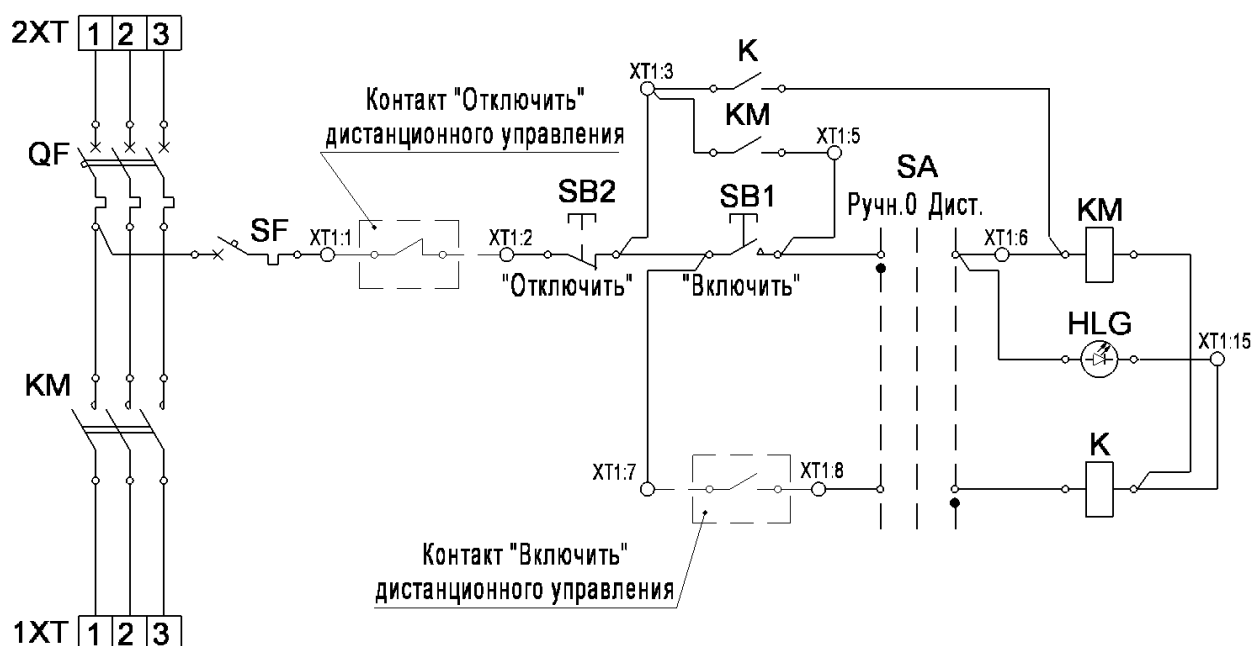 2XT 1 2 3
K
XT1:3
Контакт "Отключить"
дистанционного управления
KM
XT1:5
QF
SA
SB2
SB1
Ручн.0 Дист.
KM
SF
XT1:1
XT1:2
XT1:6
"Отключить"
"Включить"
HLG
XT1:15
KM
K
XT1:7
XT1:8
Контакт "Включить"
дистанционного управления
1XT 1 2 3